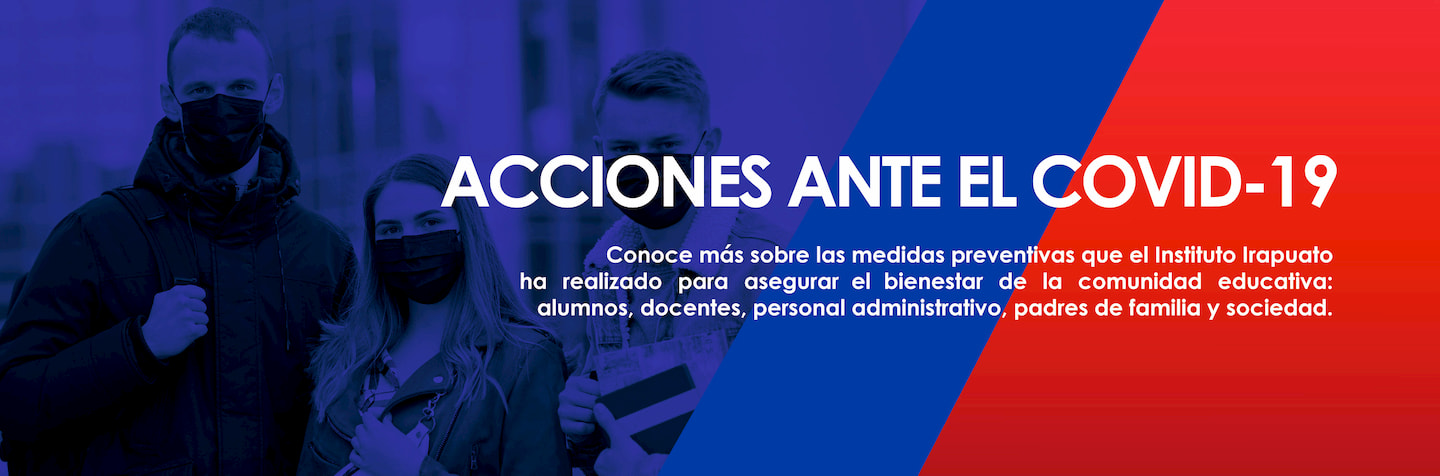 ACCIONES ANTE EL COVID-19
Conoce más sobre las medidas preventivas que el Instituto Irapuato
ha realizado para asegurar el bienestar de la comunidad educativa:
alumnos, docentes, personal administrativo, padres de familia y sociedad.